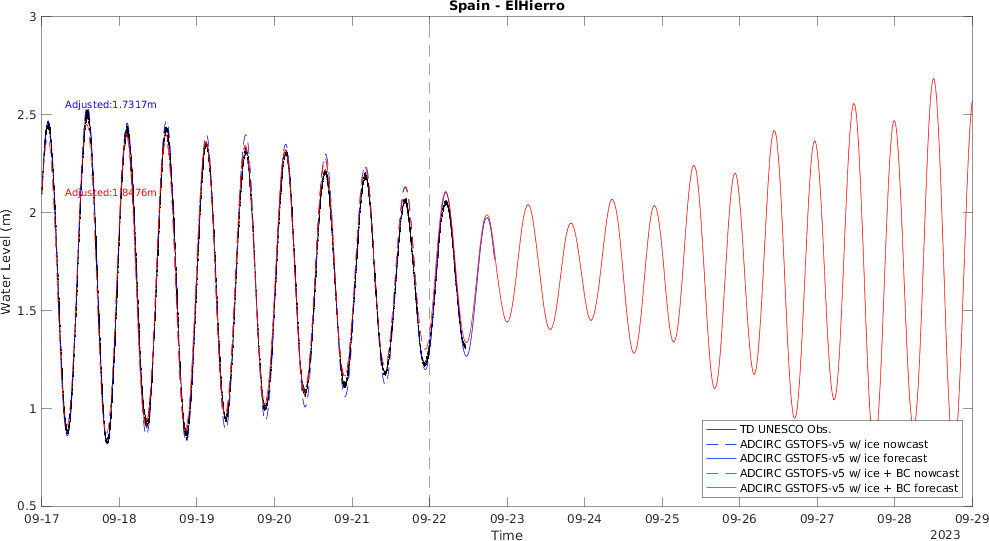 Spain - ElHierro
Water Level (m)
3
2.5
2
1.5
1
0.5
Adjusted:1.7317m
Adjusted:1.8476m
TD UNESCO Obs.
ADCIRC GSTOFS-v5 w/ ice nowcast
ADCIRC GSTOFS-v5 w/ ice forecast
ADCIRC GSTOFS-v5 w/ ice + BC nowcast
ADCIRC GSTOFS-v5 w/ ice + BC forecast
09-17 09-18 09-19 09-20 09-21 09-22 09-23 09-24 09-25 09-26 09-27 09-28 09-29
Time
2023